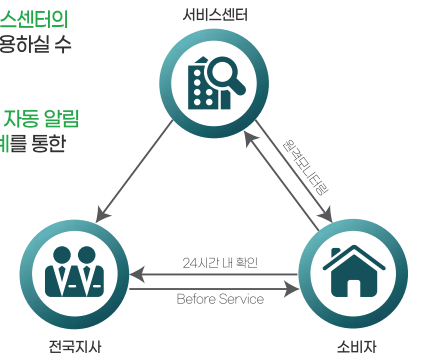 스센터의
용하실 수
자동 알림
계를 통한
서비스센터
원격모니터링
24시간 내 확인
Before Service
전국지사
소비자